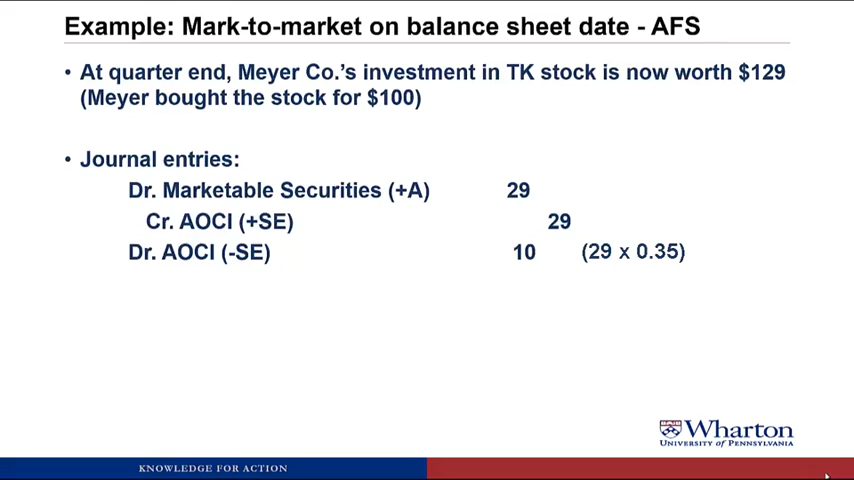 Example: Mark-to-market on balance sheet date - AFS
• At quarter end, Meyer Co.'s investment in TK stock is now worth $129
(Meyer bought the stock for $100)
• Journal entries:
Dr. Marketable Securities (+A) 29
Cr. AOCI (+SE) 29
Dr. AOCI (-SE) 10 (29 x 0.35)
Wharton
UNIVERSITY of PENNSYLVANIA
KNOWLEDGE FOR ACTION